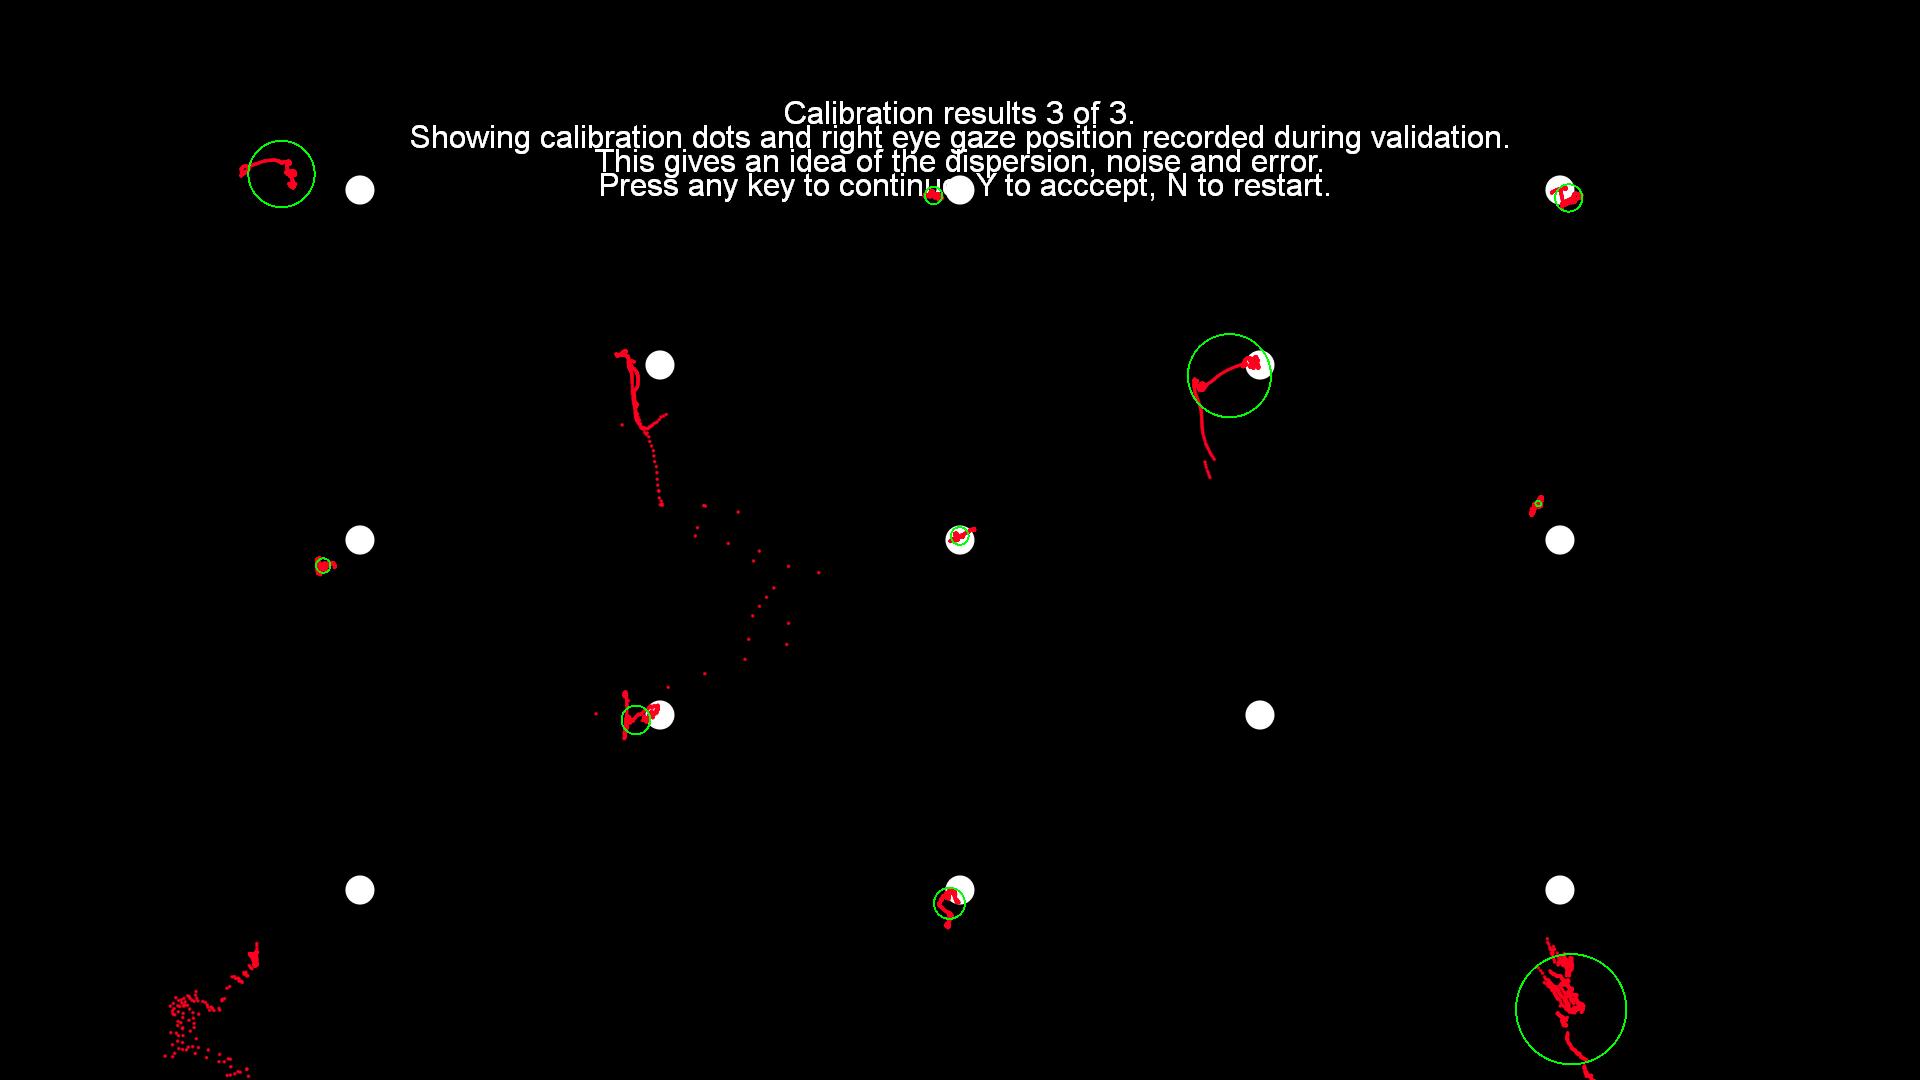 Calibration results 3 of 3.
Showing calibration dots and right eye gaze position recorded during validation.
This gives an idea of the dispersion, noise and error.
Press any key to continue Y to acccept, N to restart.